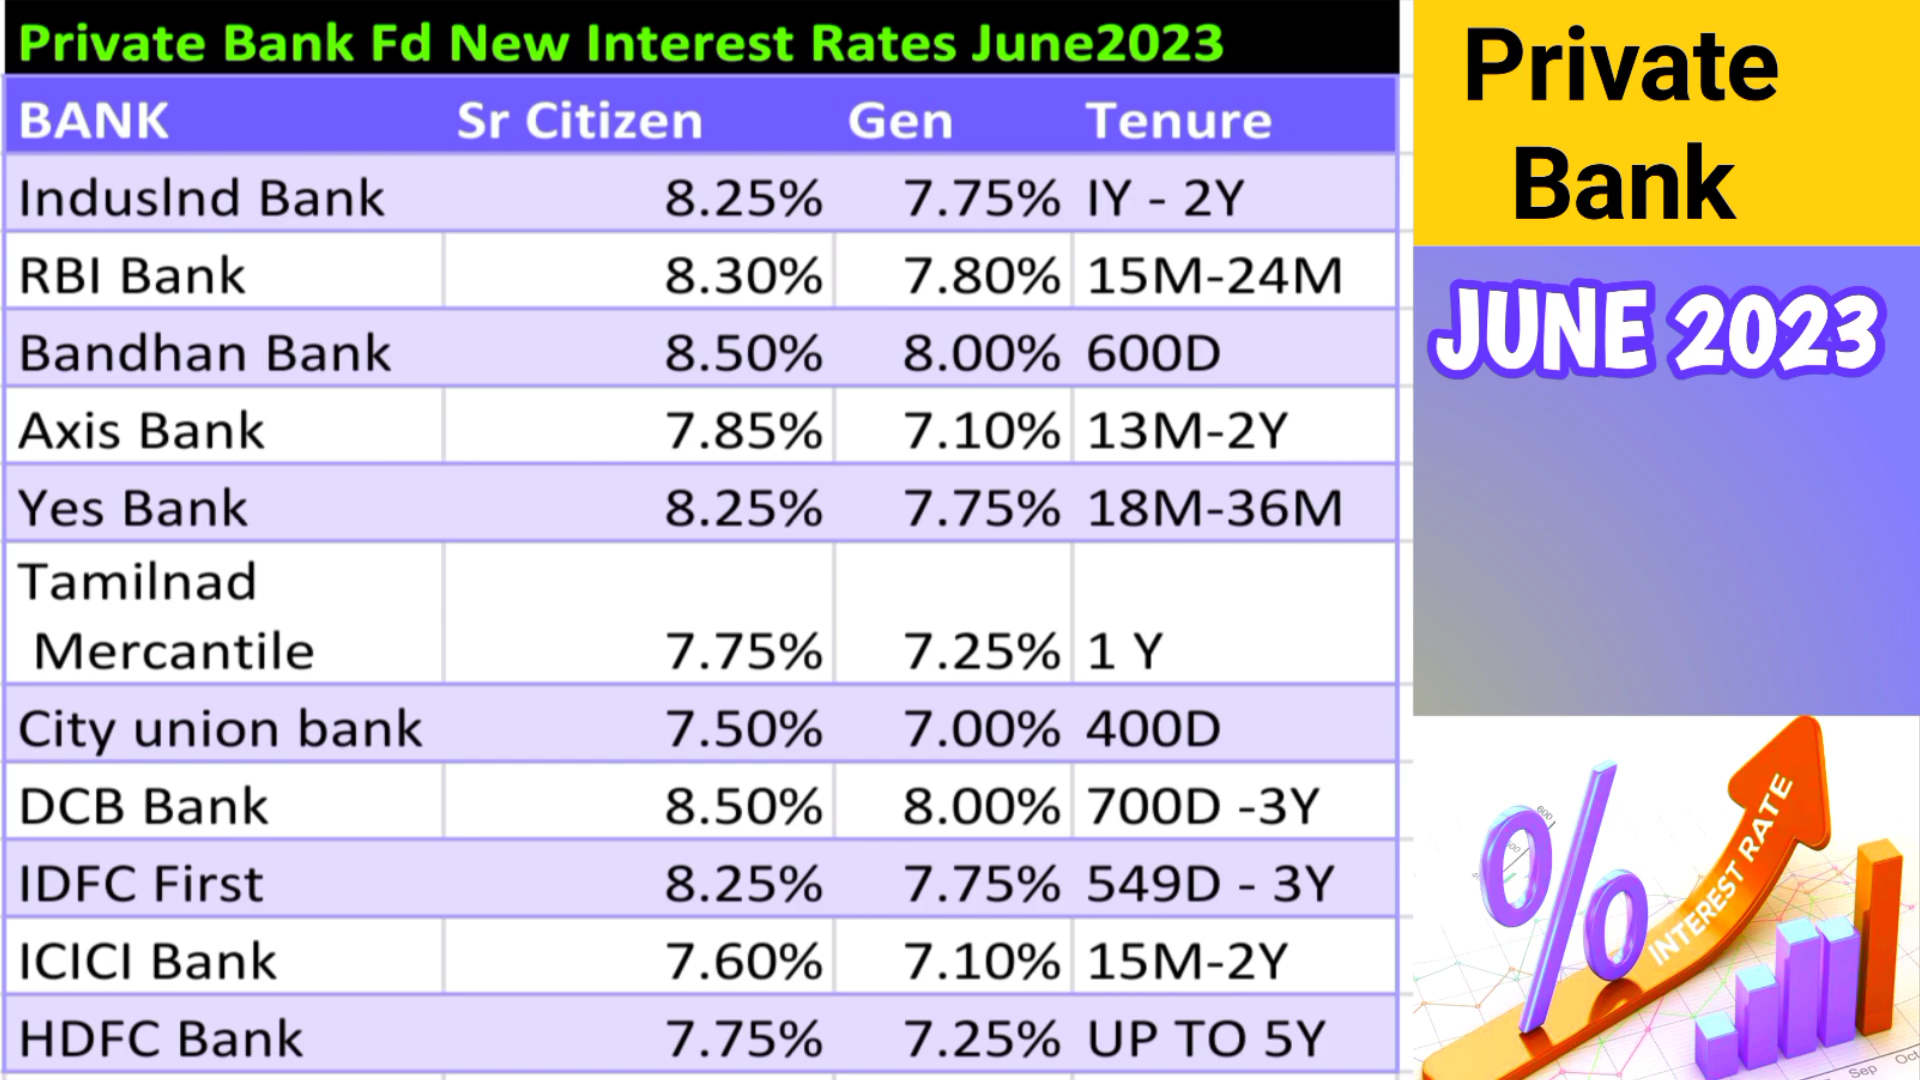 Private Bank Fd New Interest Rates June2023
BANK Sr Citizen Gen Tenure
Induslnd Bank 8.25% 7.75% IY - 2Y
RBI Bank 8.30% 7.80% 15M-24M
Bandhan Bank 8.50% 8.00% 600D
Axis Bank 7.85% 7.10% 13M-2Y
Yes Bank 8.25% 7.75% 18M-36M
Tamilnad
Mercantile 7.75% 7.25% 1 Y
City union bank 7.50% 7.00% 400D
DCB Bank 8.50% 8.00% 700D -3Y
IDFC First 8.25% 7.75% 549D - 3Y
ICICI Bank 7.60% 7.10% 15M-2Y
HDFC Bank 7.75% 7.25% UP TO 5Y
Private
Bank
JUNE 2023
%
INTEREST RATE
600
Sep
Oct